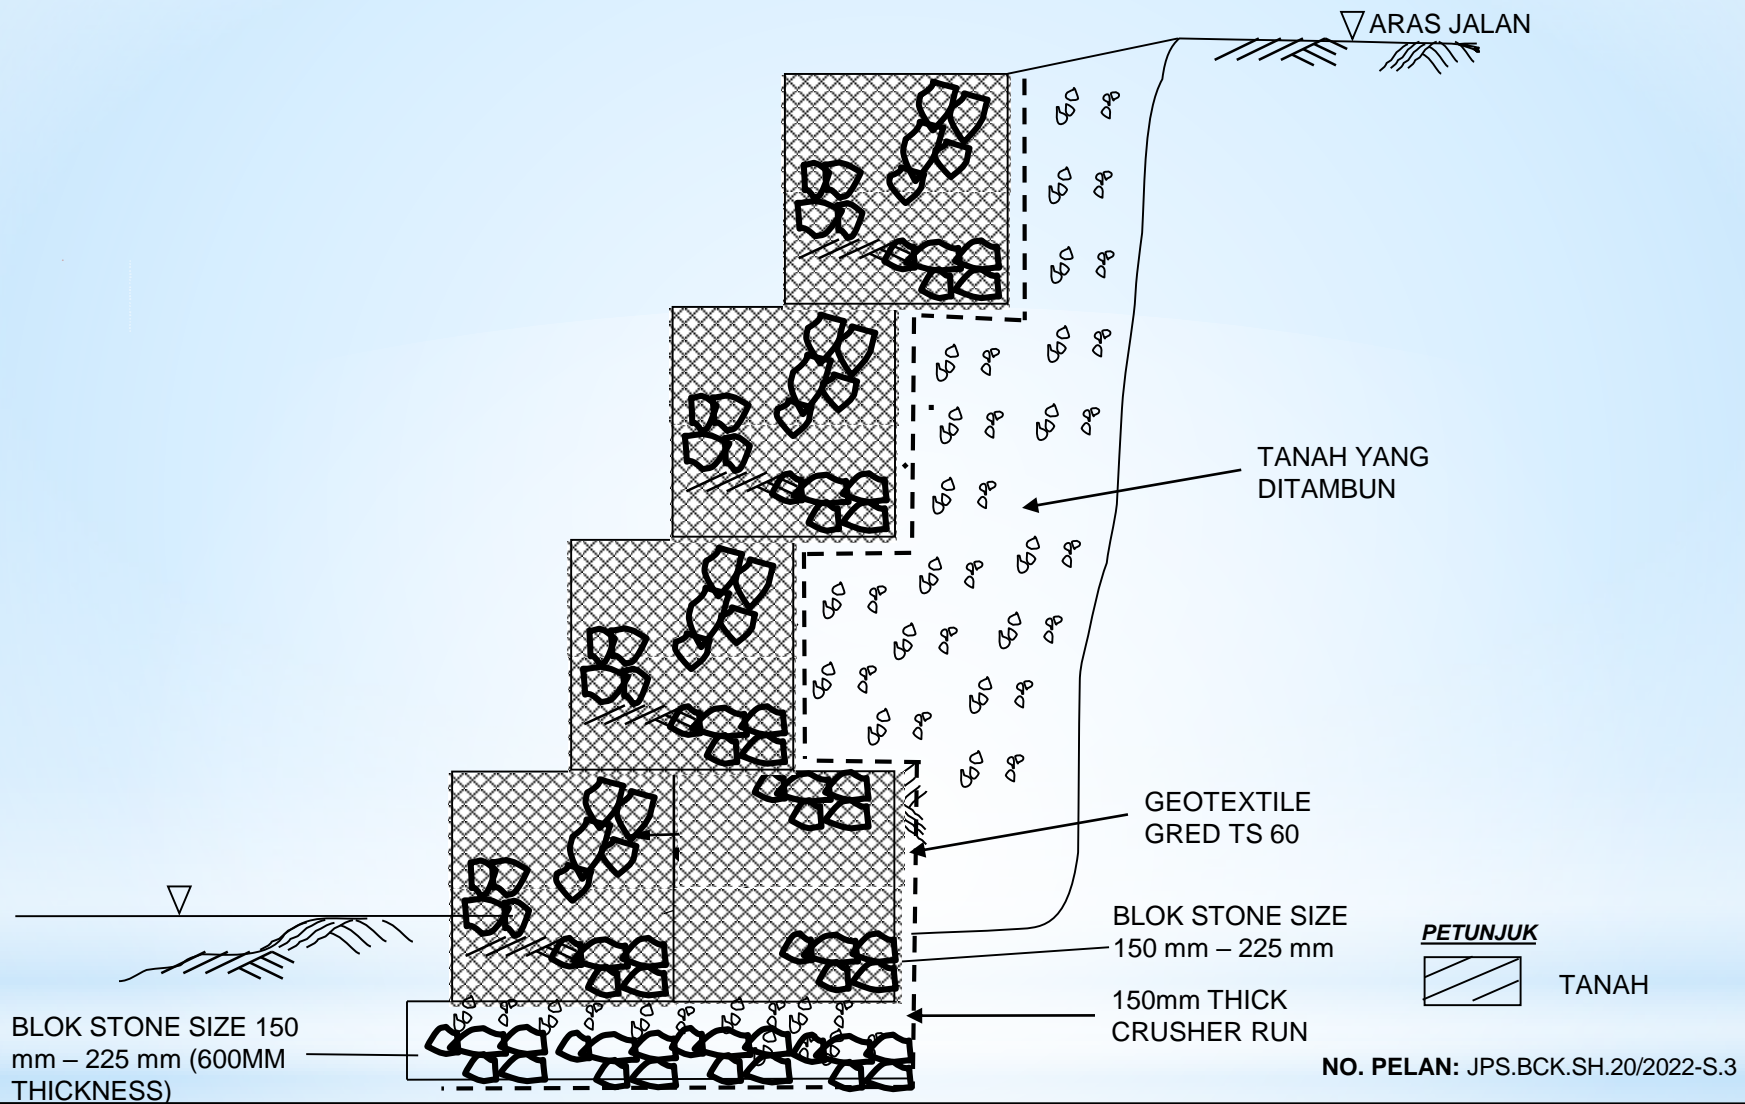 ARAS JALAN
TANAH YANG
DITAMBUN
GEOTEXTILE
GRED TS 60
BLOK STONE SIZE
150 mm – 225 mm
150mm THICK
CRUSHER RUN
PETUNJUK
TANAH
BLOK STONE SIZE 150
mm – 225 mm (600MM
THICKNESS)
NO. PELAN: JPS.BCK.SH.20/2022-S.3